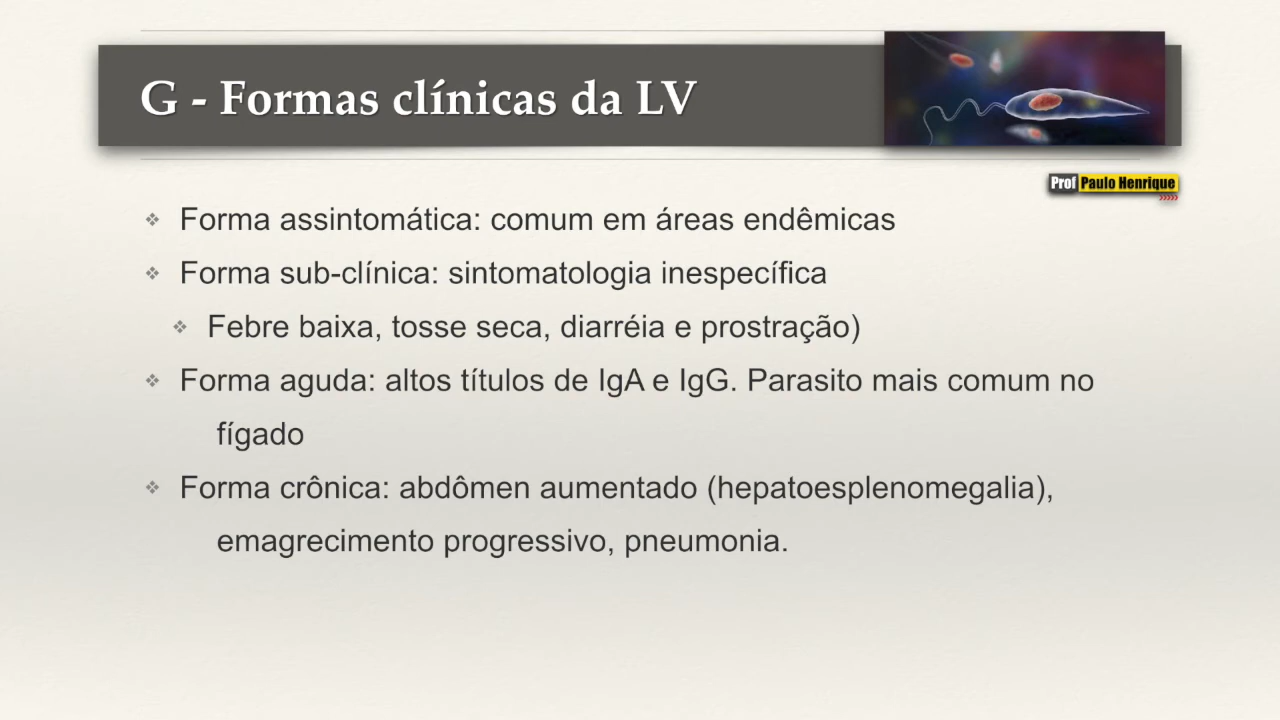 G - Formas clínicas da LV
Prof Paulo Henrique
Forma assintomática: comum em áreas endêmicas
Forma sub-clínica: sintomatologia inespecífica
Febre baixa, tosse seca, diarréia e prostração)
Forma aguda: altos títulos de IgA e IgG. Parasito mais comum no
fígado
Forma crônica: abdômen aumentado (hepatoesplenomegalia),
emagrecimento progressivo, pneumonia.